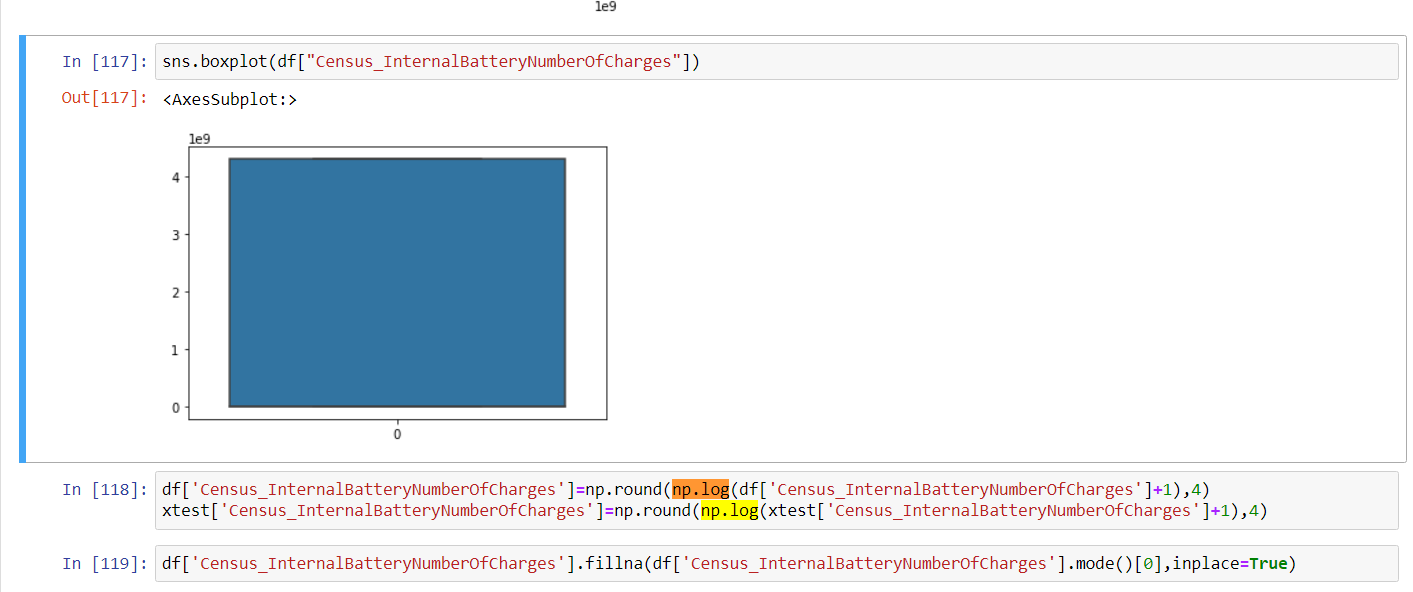 1e9
In [117]: sns.boxplot(df["Census_InternalBatteryNumberOfCharges"])
Out[117]: <AxesSubplot:>
1e9
4
3
2
1
0
0
In [118]: df['Census_InternalBatteryNumberOfCharges']=np.round(np.log(df['Census_InternalBatteryNumberOfCharges']+1),4)
xtest['Census_InternalBatteryNumberOfCharges']=np.round(np.log(xtest['Census_InternalBatteryNumberOfCharges']+1),4)
In [119]: df['Census_InternalBatteryNumberOfCharges'].fillna(df['Census_InternalBatteryNumberOfCharges'].mode()[0],inplace=True)